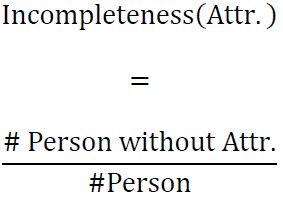 Incompleteness(Attr. )
=
# Person without Attr.
#Person